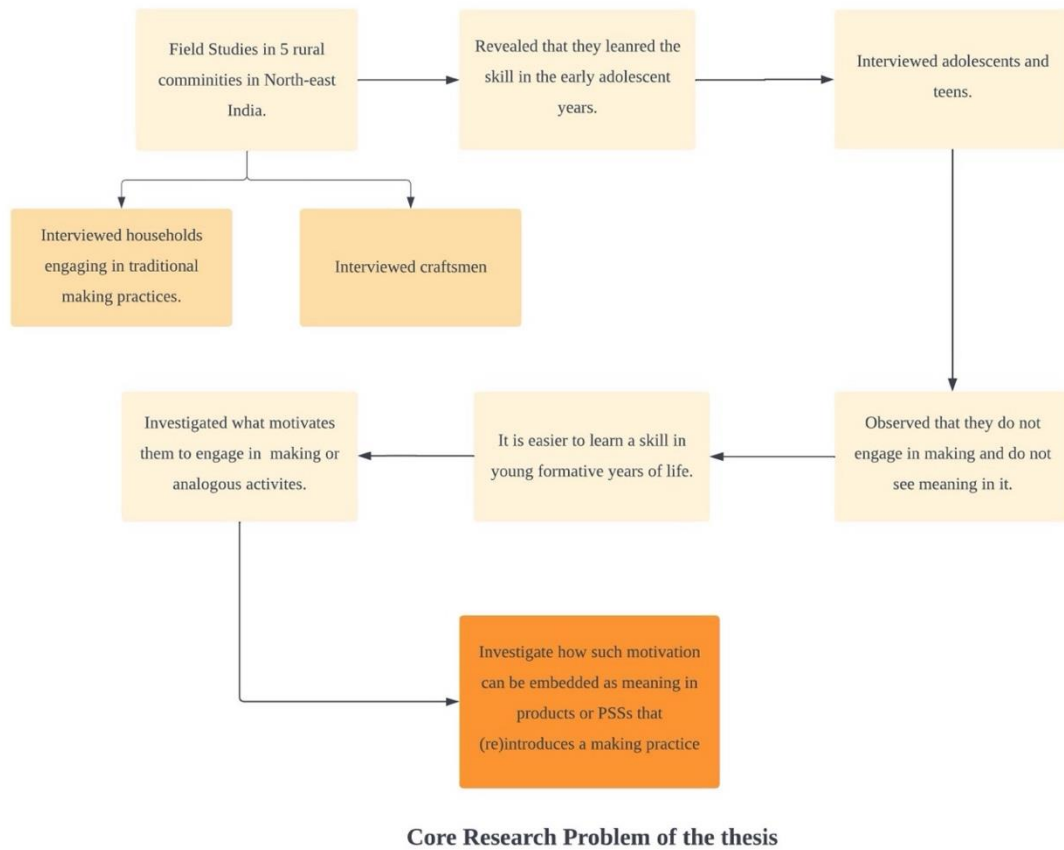 Field Studies in 5 rural
comminities in North-east
India.
Revealed that they leanred the
skill in the early adolescent
years.
Interviewed adolescents and
teens.
Interviewed households
engaging in traditional
making practices.
Interviewed craftsmen
Observed that they do not
engage in making and do not
see meaning in it.
It is easier to learn a skill in
young formative years of life.
Investigated what motivates
them to engage in making or
analogous activites.
Investigate how such motivation
can be embedded as meaning in
products or PSSs that
(re)introduces a making practice
Core Research Problem of the thesis